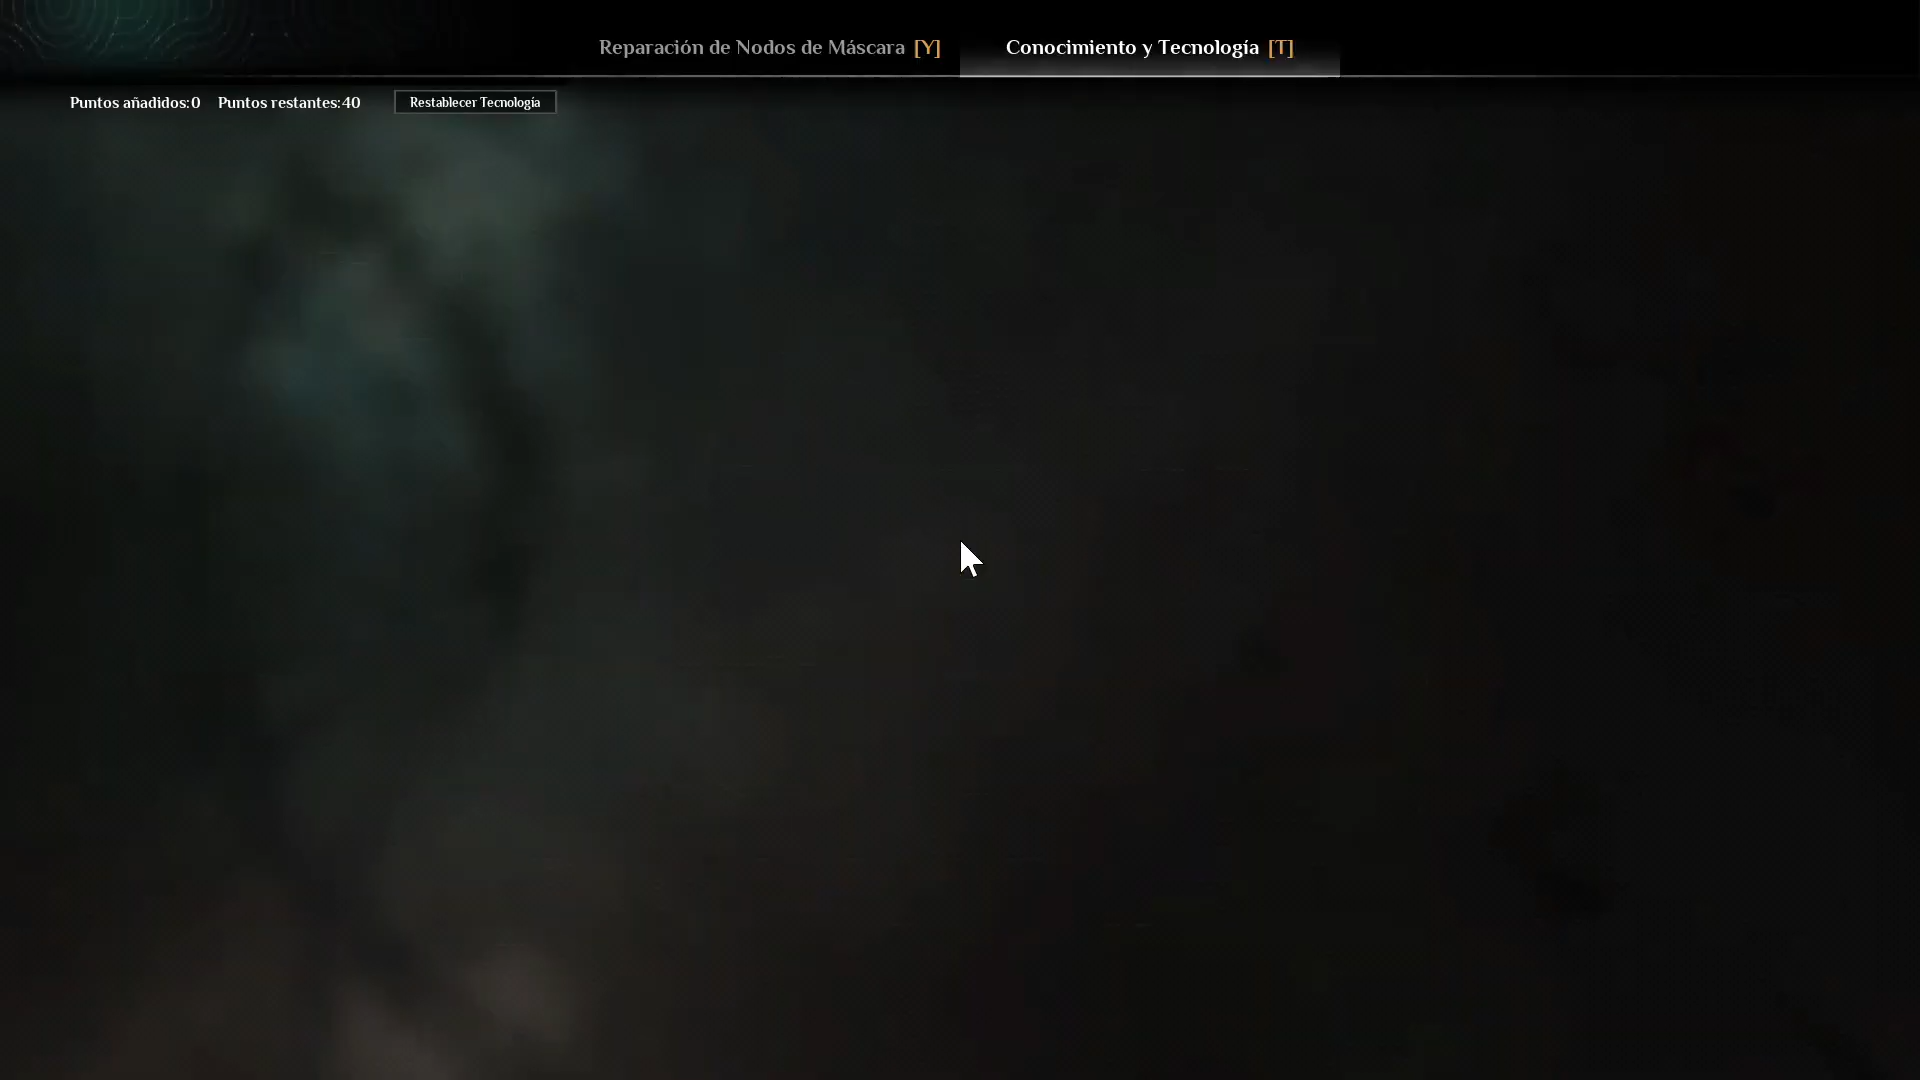 Reparación de Nodos de Máscara [Y]
Conocimiento y Tecnología [T]
Puntos añadidos:0 Puntos restantes:40
Restablecer Tecnología